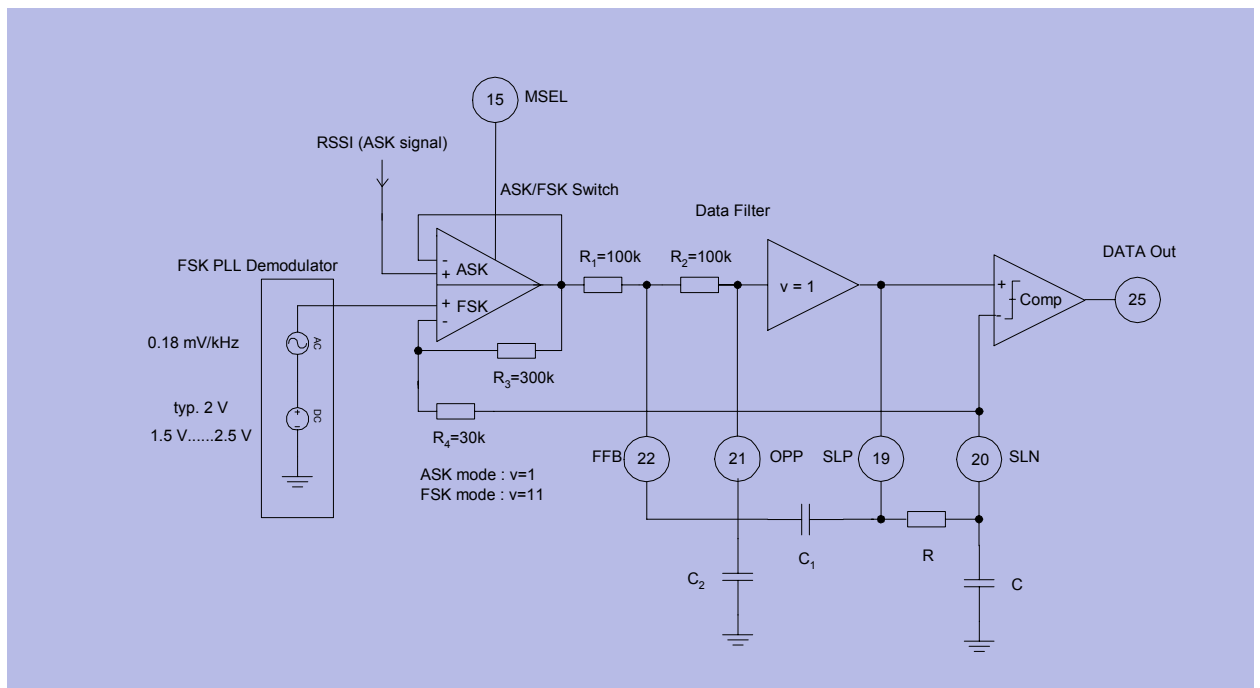 15
MSEL
RSSI (ASK signal)
ASK/FSK Switch
Data Filter
FSK PLL Demodulator
-
+
ASK
+
FSK
-
R1=100k
R2=100k
v = 1
+
-
Comp
DATA Out
25
0.18 mV/kHz
AC
typ. 2 V
1.5 V......2.5 V
+
-
DC
R3=300k
R4=30k
ASK mode : v=1
FSK mode : v=11
FFB
22
21
OPP
SLP
19
20
SLN
C1
R
C2
C